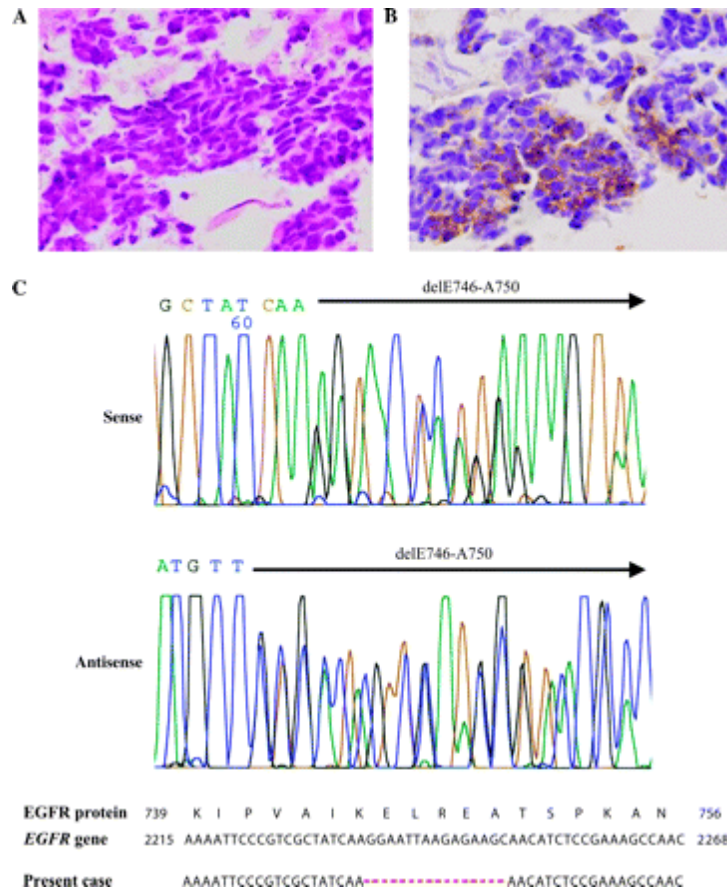 A B
C
G C T A T C A A delE746-A750
60
Sense
A T G T T delE746-A750
Antisense
EGFR protein 739 K I P V A I K E L R E A T S P K A N 756
EGFR gene 2215 AAAATTCCCGTCGCTATCAAGGAATTAAGAGAAGCAACATCTCCGAAAGCCAAC 2268
Present case AAAATTCCCGTCGCTATCAA---------------AACATCTCCGAAAGCCAAC